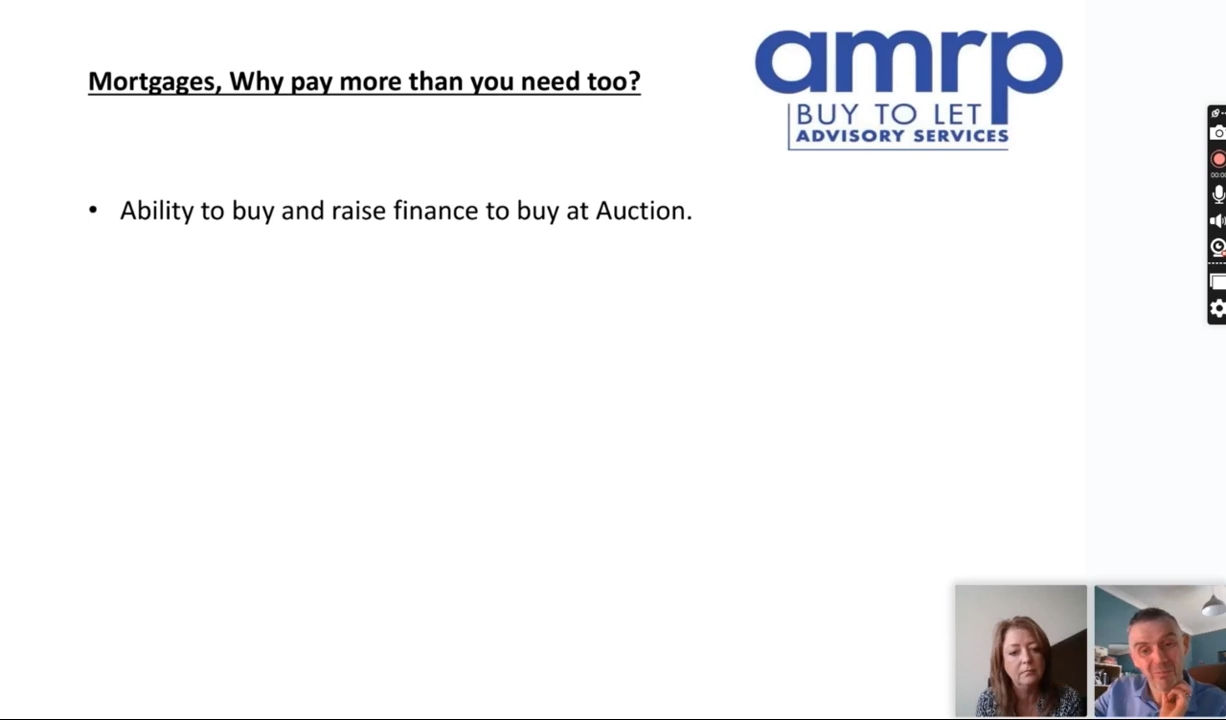 Mortgages, Why pay more than you need too?
amrp
BUY TO LET
ADVISORY SERVICES
• Ability to buy and raise finance to buy at Auction.